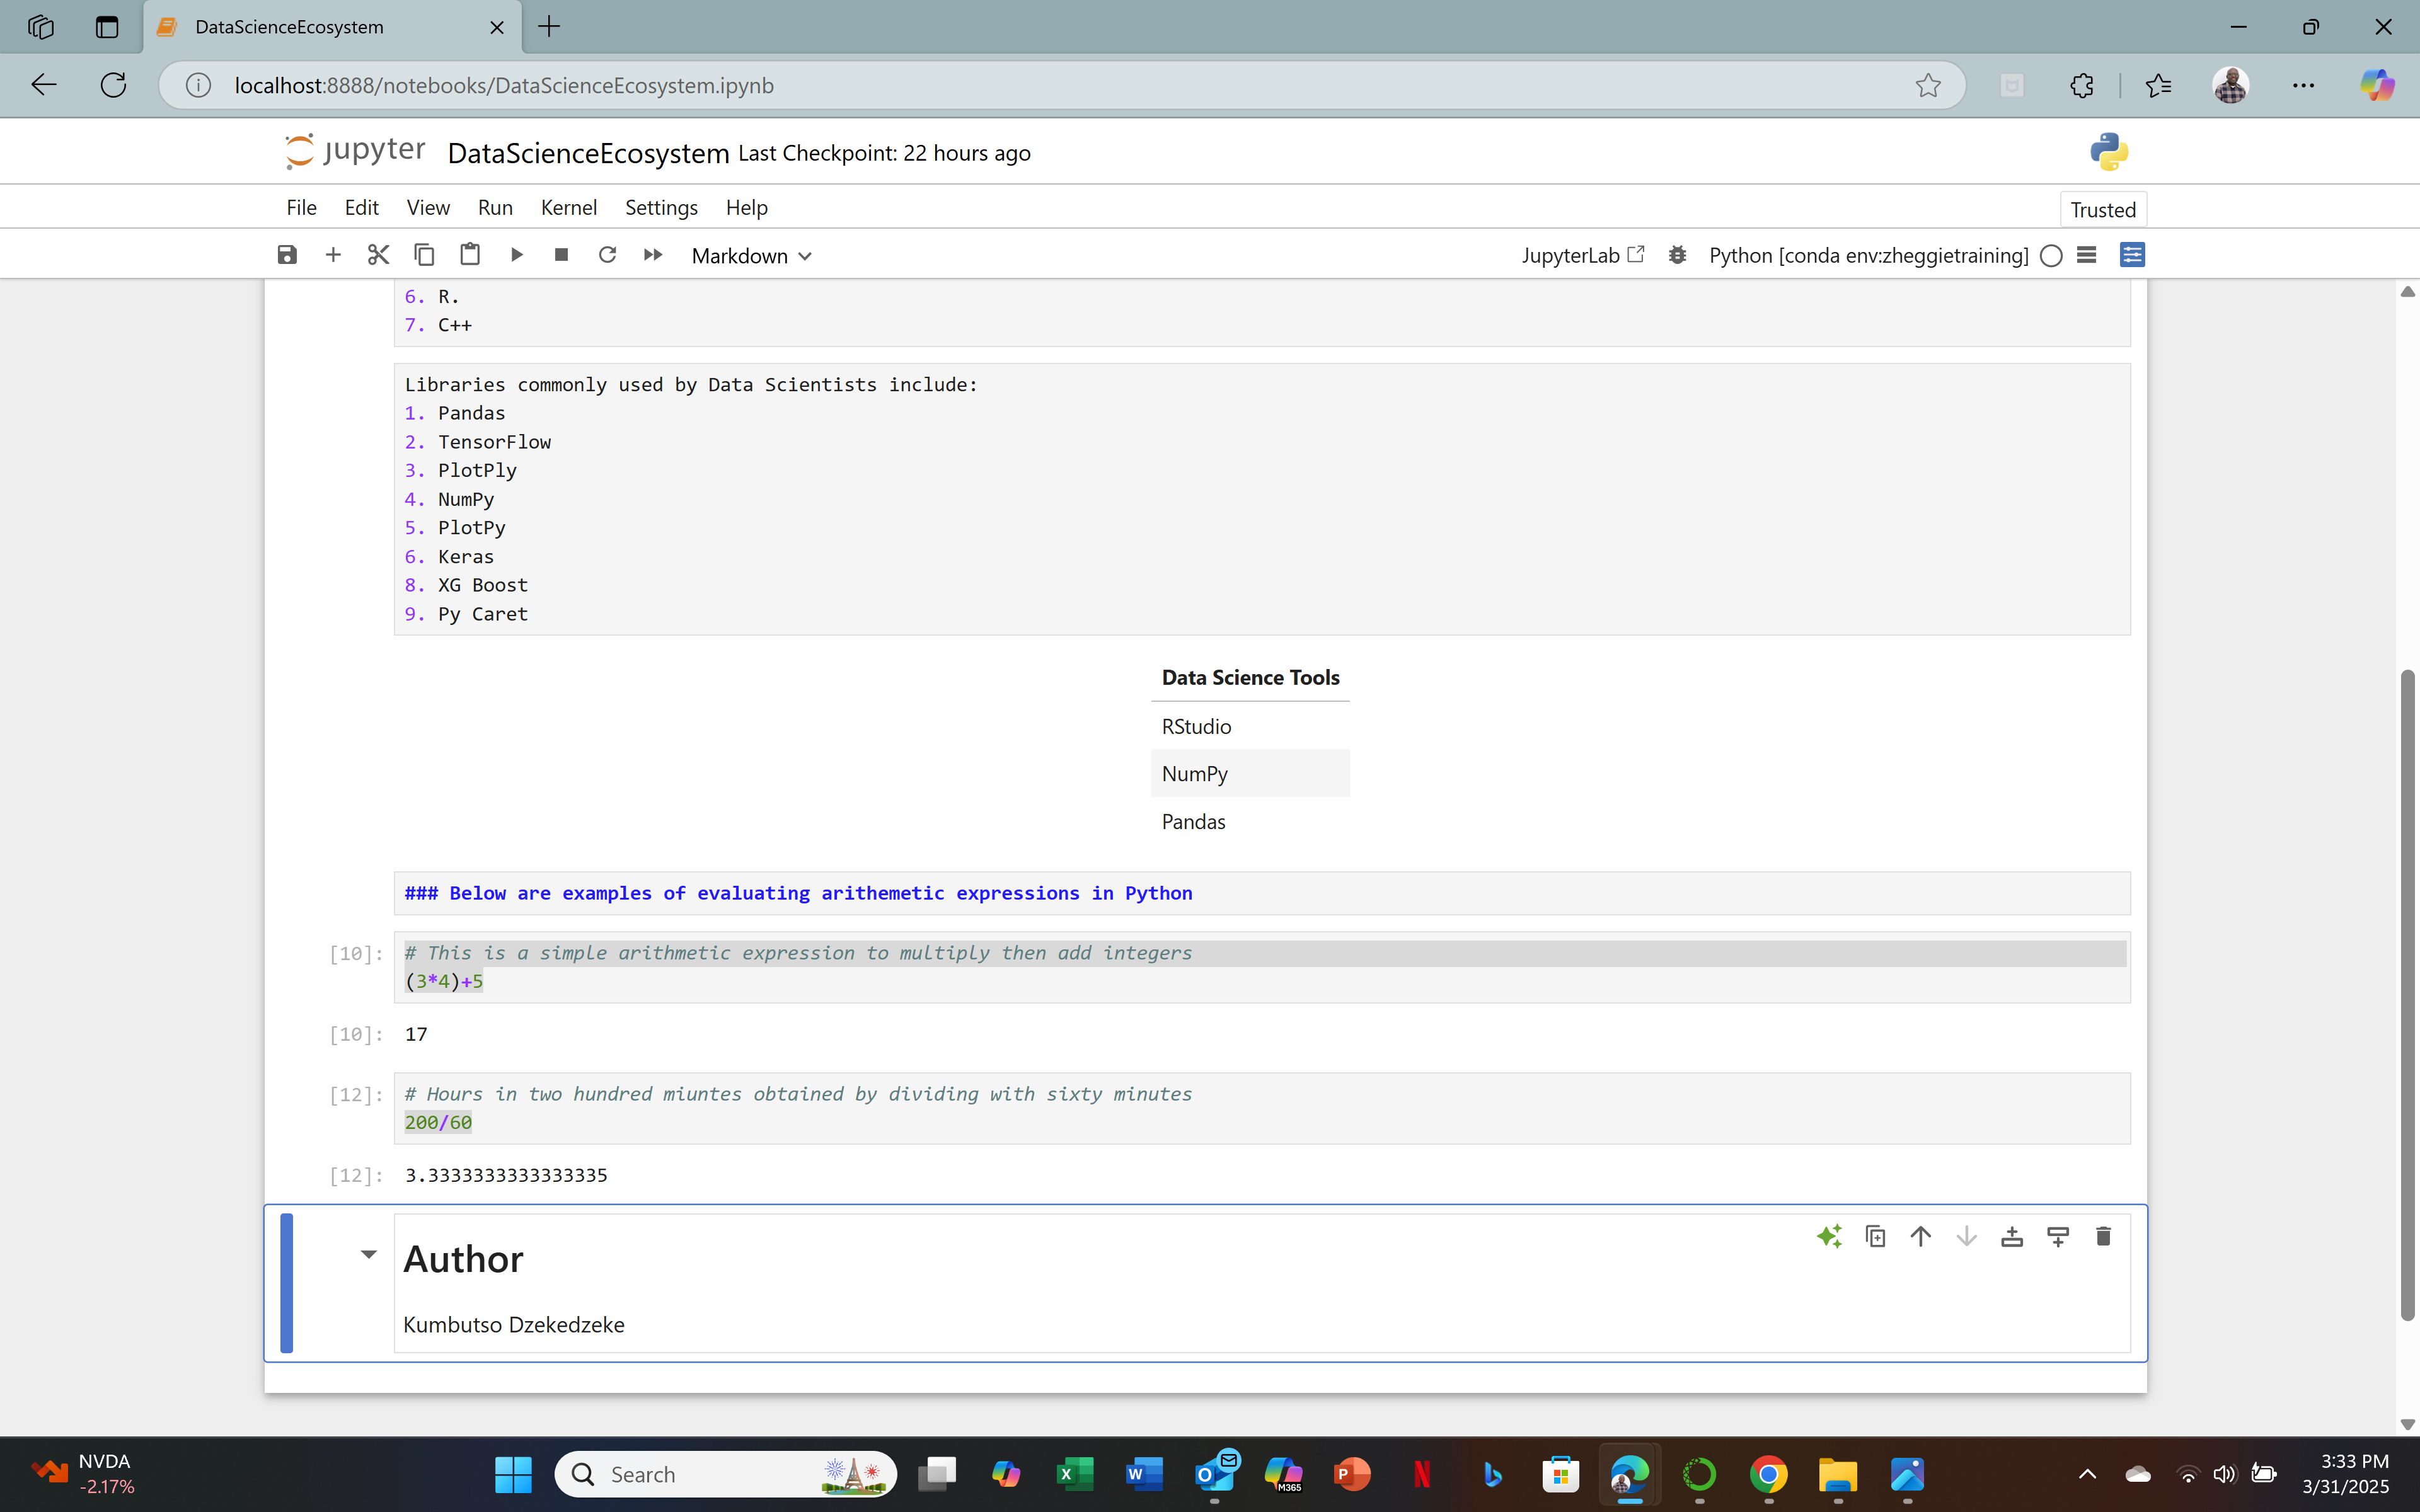 DataScienceEcosystem
localhost:8888/notebooks/DataScienceEcosystem.ipynb
jupyter DataScienceEcosystem Last Checkpoint: 22 hours ago
File Edit View Run Kernel Settings Help Trusted
Markdown JupyterLab Python [conda env:zheggietraining]
6. R.
7. C++
Libraries commonly used by Data Scientists include:
1. Pandas
2. TensorFlow
3. PlotPly
4. NumPy
5. PlotPy
6. Keras
8. XG Boost
9. Py Caret
Data Science Tools
RStudio
NumPy
Pandas
### Below are examples of evaluating arithemetic expressions in Python
[10]: # This is a simple arithmetic expression to multiply then add integers
(3*4)+5
[10]: 17
[12]: # Hours in two hundred miuntes obtained by dividing with sixty minutes
200/60
[12]: 3.3333333333333335
Author
Kumbutso Dzekedzeke
NVDA
-2.17%
Search
M365
3:33 PM
3/31/2025